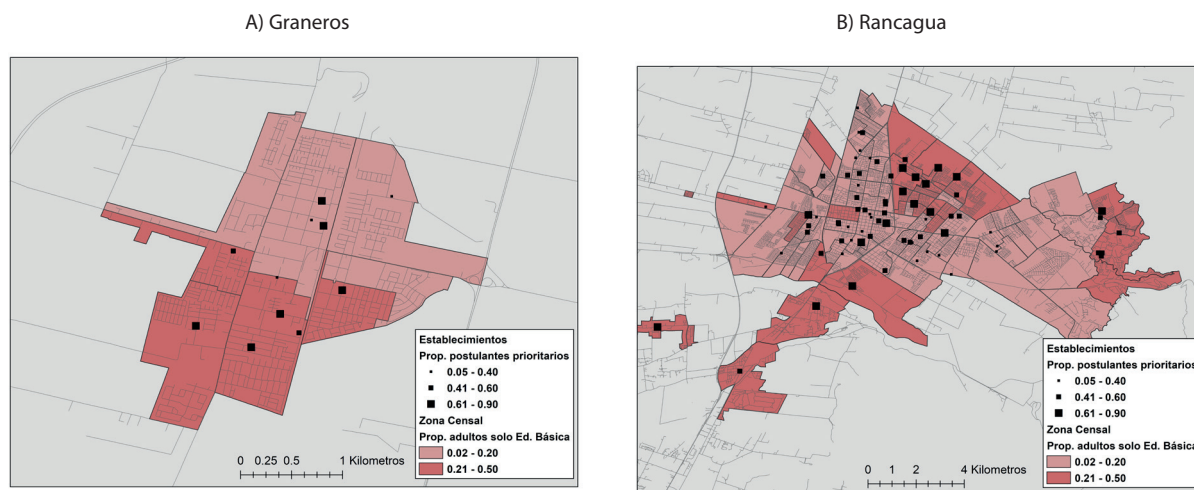 A) Graneros
B) Rancagua
Establecimientos
Prop. postulantes prioritarios
0.05 - 0.40
0.41 - 0.60
0.61 - 0.90
Zona Censal
Prop. adultos solo Ed. Básica
0.02 - 0.20
0.21 - 0.50
0 0.25 0.5 1 Kilometros
Establecimientos
Prop. postulantes prioritarios
0.05 - 0.40
0.41 - 0.60
0.61 - 0.90
Zona Censal
Prop. adultos solo Ed. Básica
0.02 - 0.20
0.21 - 0.50
0 1 2 4 Kilometros